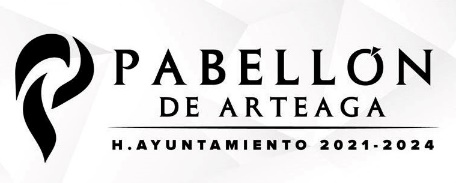 PABELLÓN
DE ARTEAGA
H.AYUNTAMIENTO 2021-2024